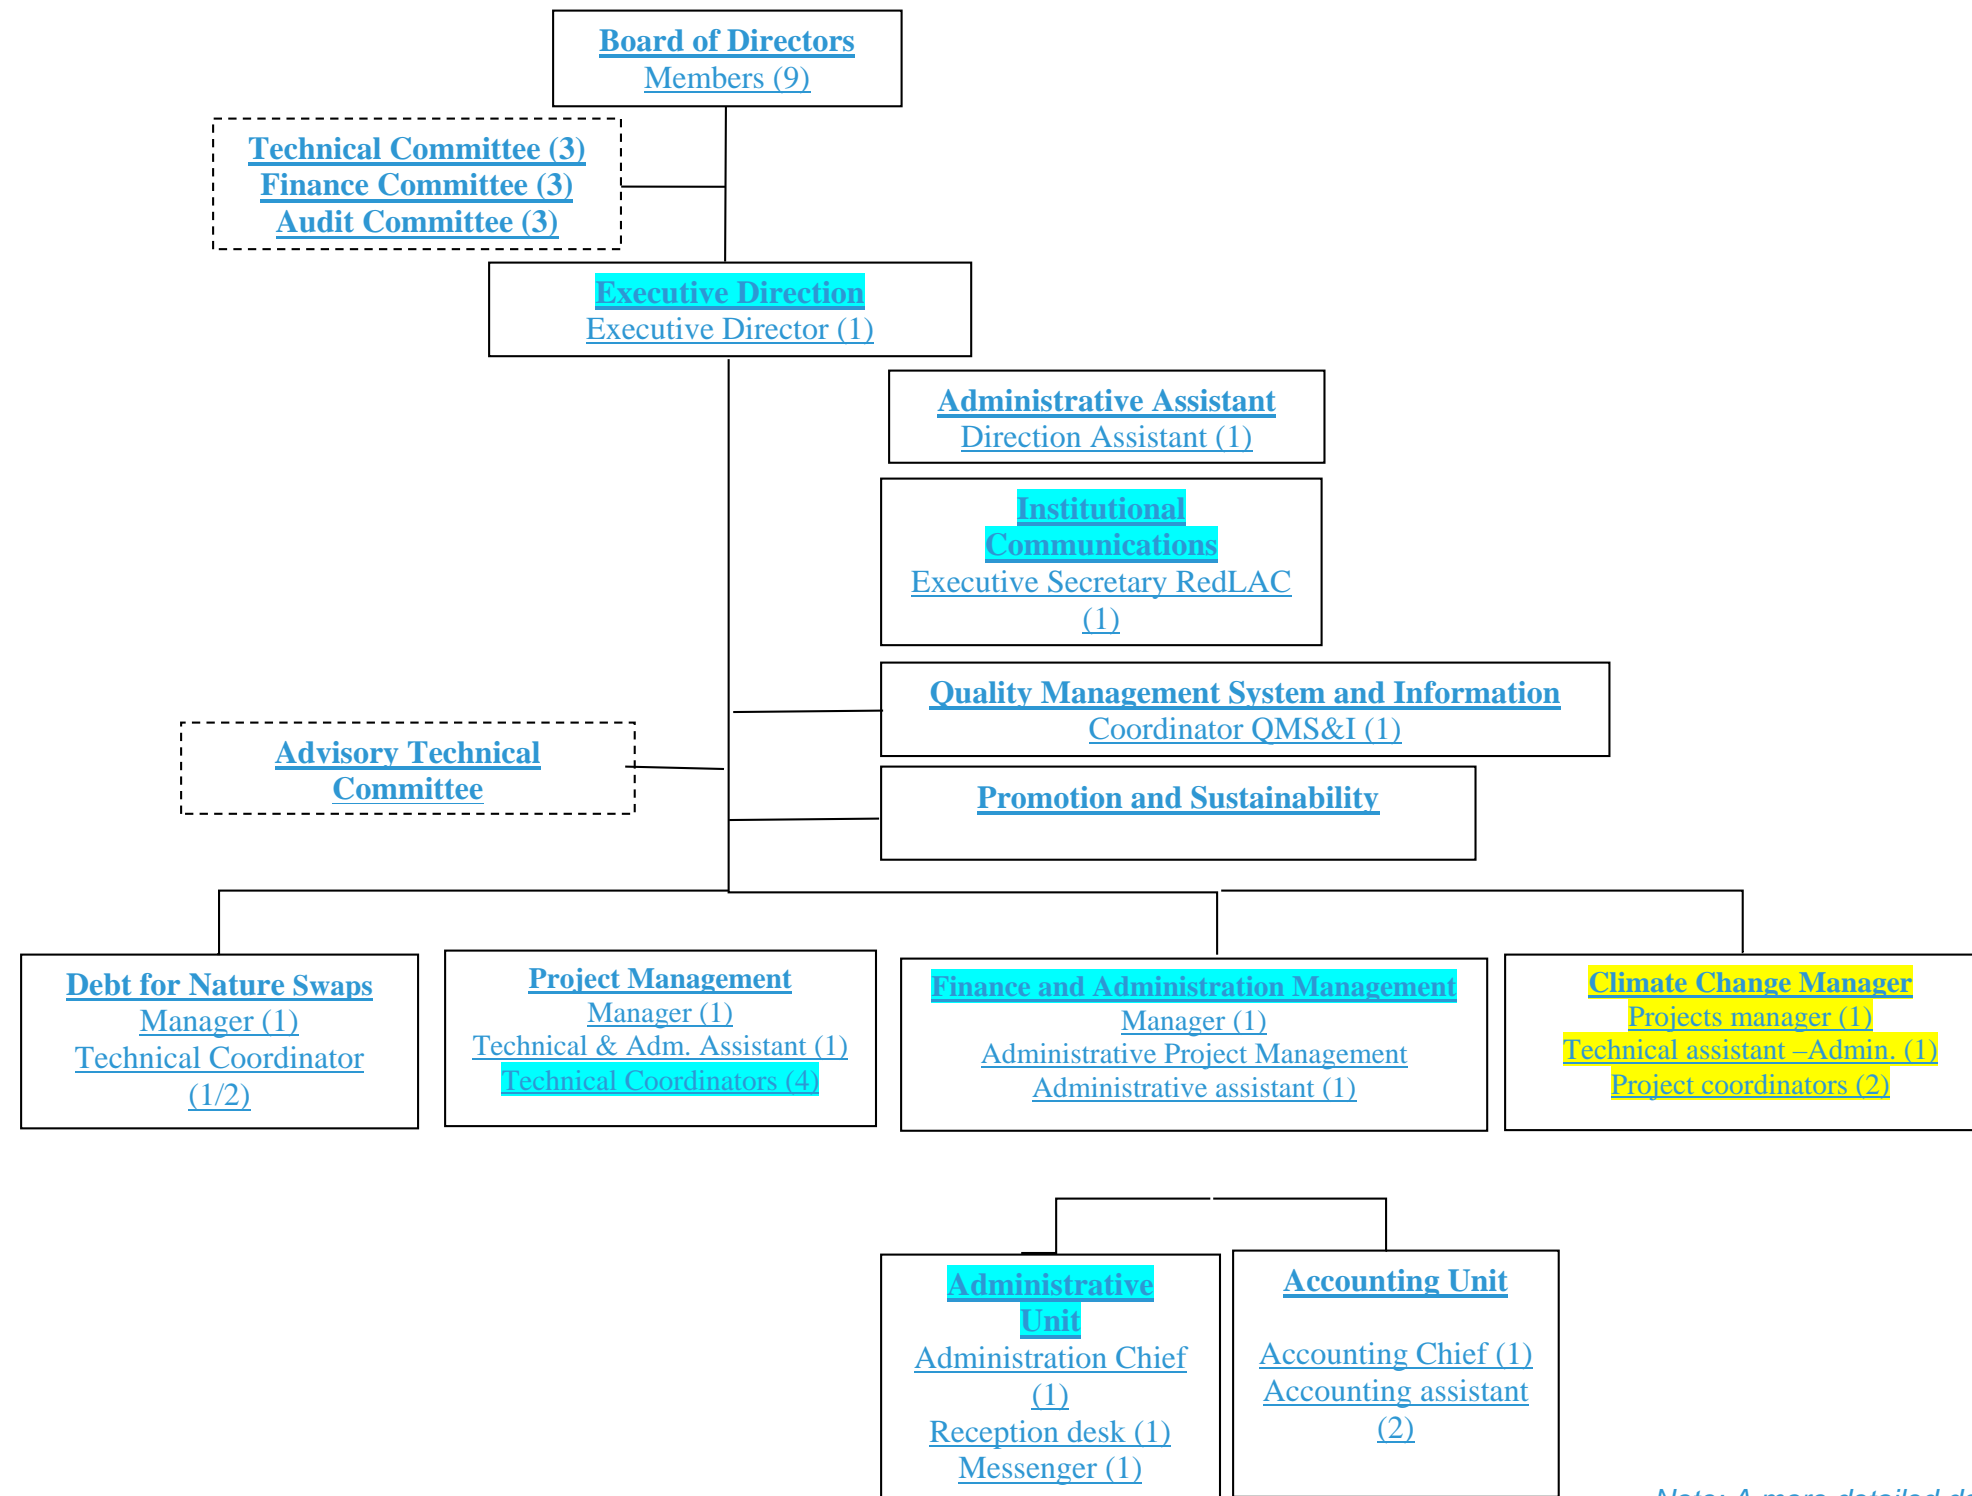 Board of Directors
Members (9)
Technical Committee (3)
Finance Committee (3)
Audit Committee (3)
Executive Direction
Executive Director (1)
Administrative Assistant
Direction Assistant (1)
Institutional
Communications
Executive Secretary RedLAC
(1)
Quality Management System and Information
Coordinator QMS&I (1)
Advisory Technical
Committee
Promotion and Sustainability
Debt for Nature Swaps
Manager (1)
Technical Coordinator
(1/2)
Project Management
Manager (1)
Technical & Adm. Assistant (1)
Technical Coordinators (4)
Finance and Administration Management
Manager (1)
Administrative Project Management
Administrative assistant (1)
Climate Change Manager
Projects manager (1)
Technical assistant –Admin. (1)
Project coordinators (2)
Administrative
Unit
Administration Chief
(1)
Reception desk (1)
Messenger (1)
Accounting Unit
Accounting Chief (1)
Accounting assistant
(2)
Note: A more detailed